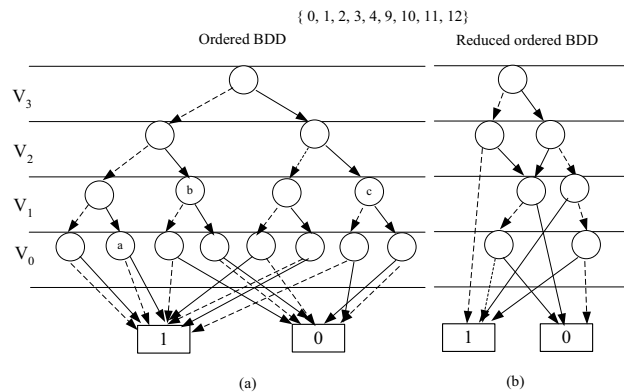 { 0, 1, 2, 3, 4, 9, 10, 11, 12}
Ordered BDD
Reduced ordered BDD
V3
V2
b
c
V1
a
V0
1
0
1
0
(a)
(b)